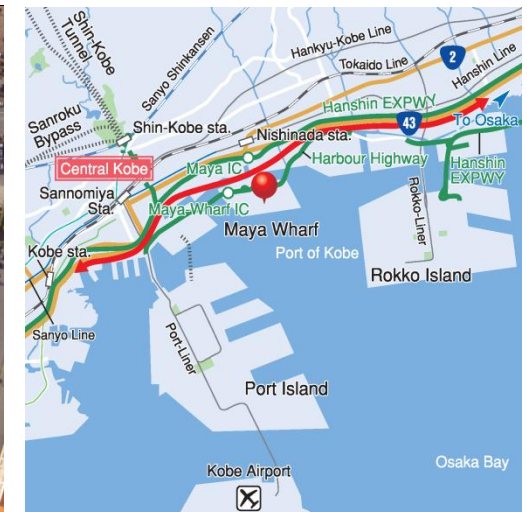 Shin-Kobe
Tunnel
Sanyo Shinkansen
Hankyu-Kobe Line
Tokaido Line
2
Hanshin Line
Sanroku
Bypass
Shin-Kobe sta.
Hanshin EXPWY
43
To Osaka
Nishinada sta.
Central Kobe
Maya IC
Harbour Highway
Hanshin
EXPWY
Sannomiya
Sta.
Maya-Wharf IC
Maya Wharf
Rokko-Liner
Kobe sta.
Port of Kobe
Rokko Island
Sanyo Line
Port-Liner
Port Island
Kobe Airport
Osaka Bay